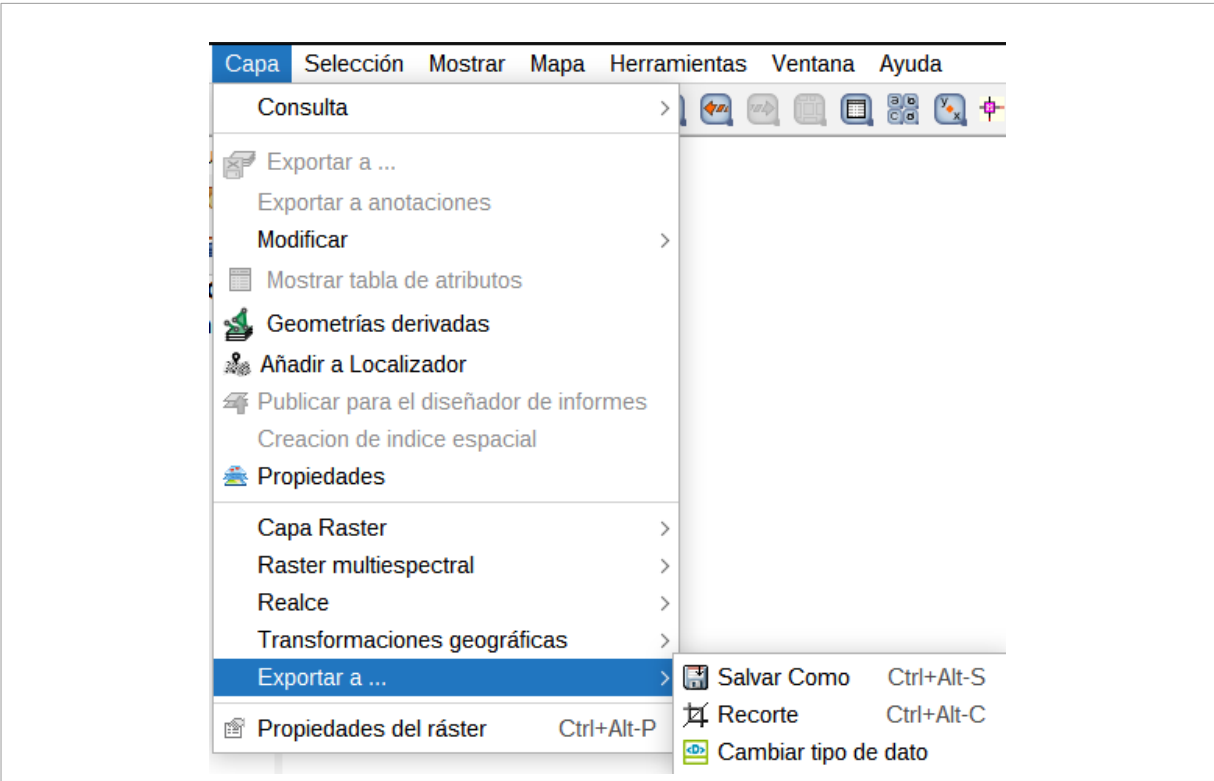 Capa Selección Mostrar Mapa Herramientas Ventana Ayuda
Consulta
Exportar a ...
Exportar a anotaciones
Modificar
Mostrar tabla de atributos
Geometrías derivadas
Añadir a Localizador
Publicar para el diseñador de informes
Creacion de indice espacial
Propiedades
Capa Raster
Raster multiespectral
Realce
Transformaciones geográficas
Exportar a ...
Salvar Como Ctrl+Alt-S
Recorte Ctrl+Alt-C
Propiedades del ráster Ctrl+Alt-P
Cambiar tipo de dato